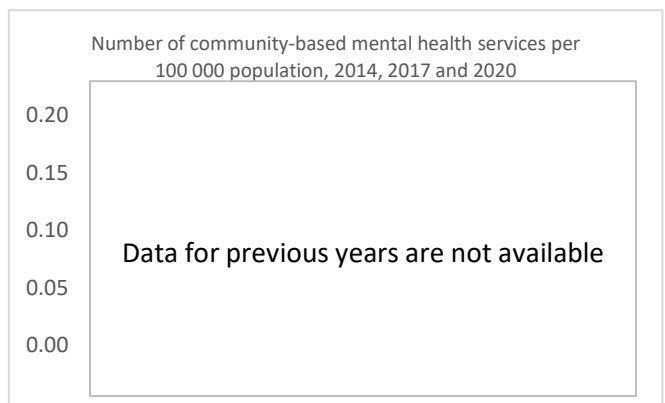 Number of community-based mental health services per
100 000 population, 2014, 2017 and 2020
0.20
0.15
0.10
Data for previous years are not available
0.05
0.00